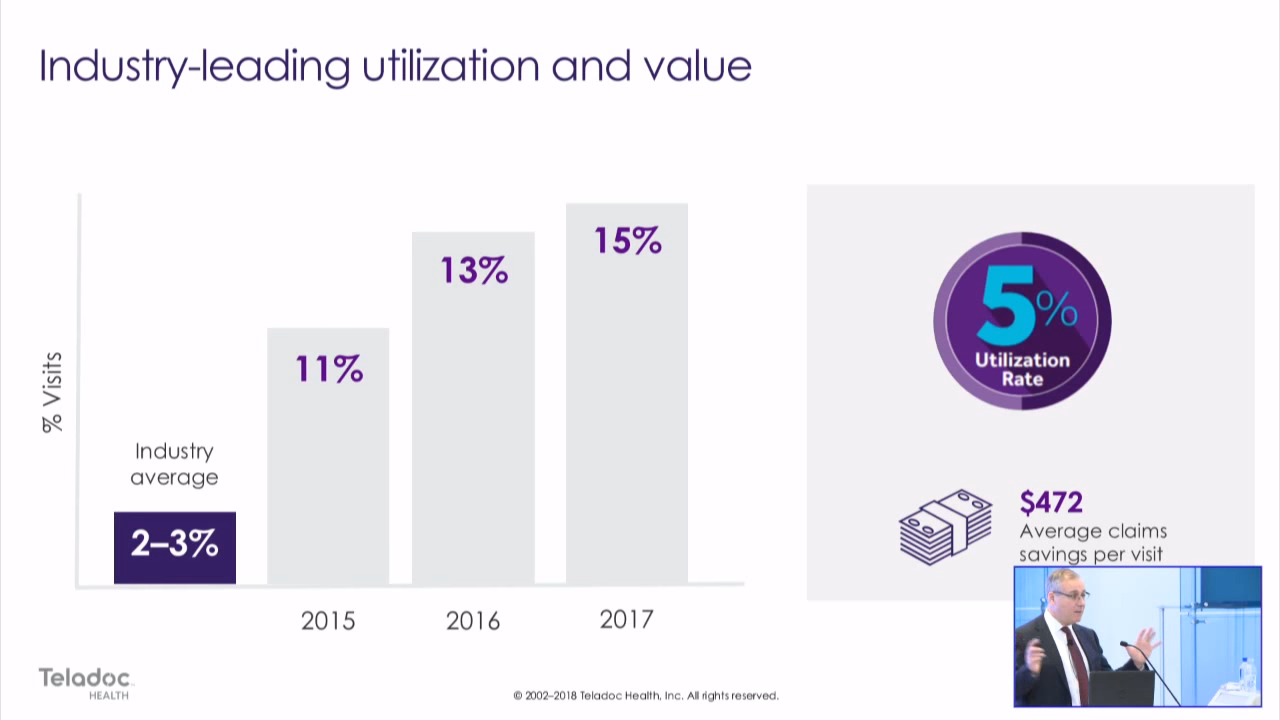 Industry-leading utilization and value
% Visits
Industry
average
2–3%
11%
13%
15%
2015
2016
2017
5%
Utilization
Rate
$472
Average claims
savings per visit
Teladoc
HEALTH
© 2002–2018 Teladoc Health, Inc. All rights reserved.